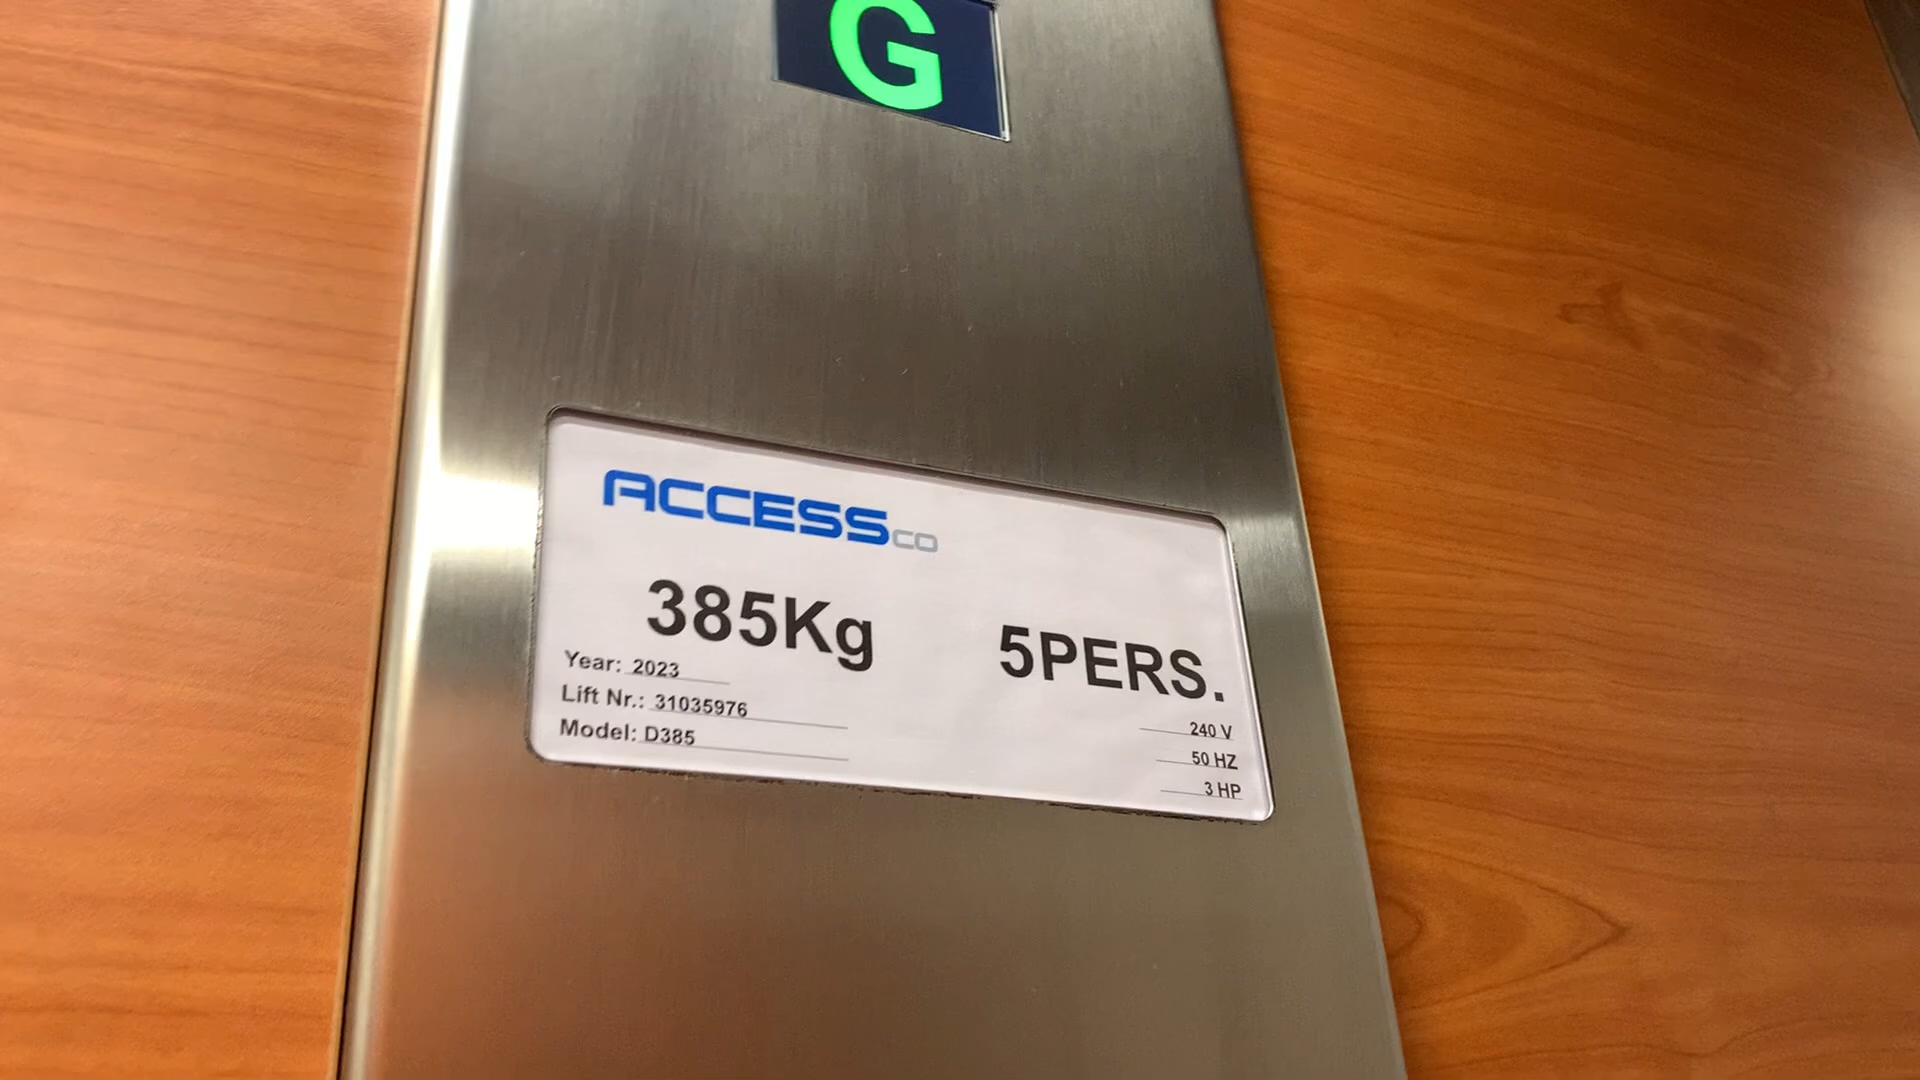 G
ACCESSCO
385Kg 5PERS.
Year: 2023
Lift Nr.: 31035976
Model: D385
240 V
50 HZ
3 HP